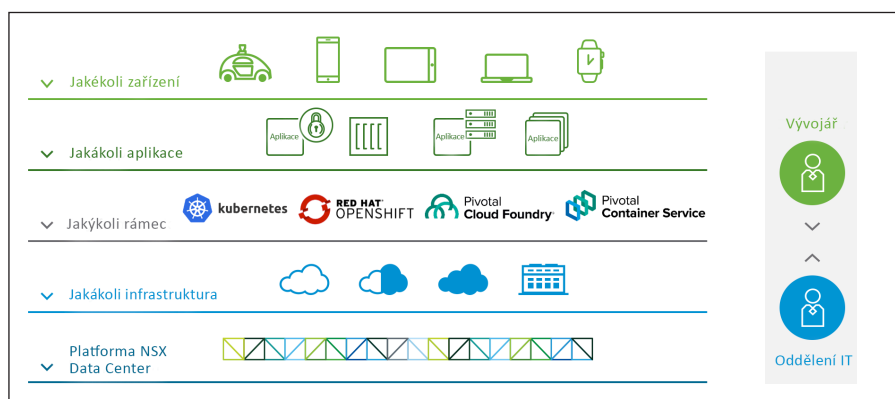 Jakékoli zařízení
Jakákoli aplikace
Aplikace
Aplikace
Aplikace
Jakýkoli rámec
kubernetes
RED HAT
OPENSHIFT
Pivotal
Cloud Foundry
Pivotal
Container Service
Jakákoli infrastruktura
Platforma NSX
Data Center
Vývojář
Oddělení IT